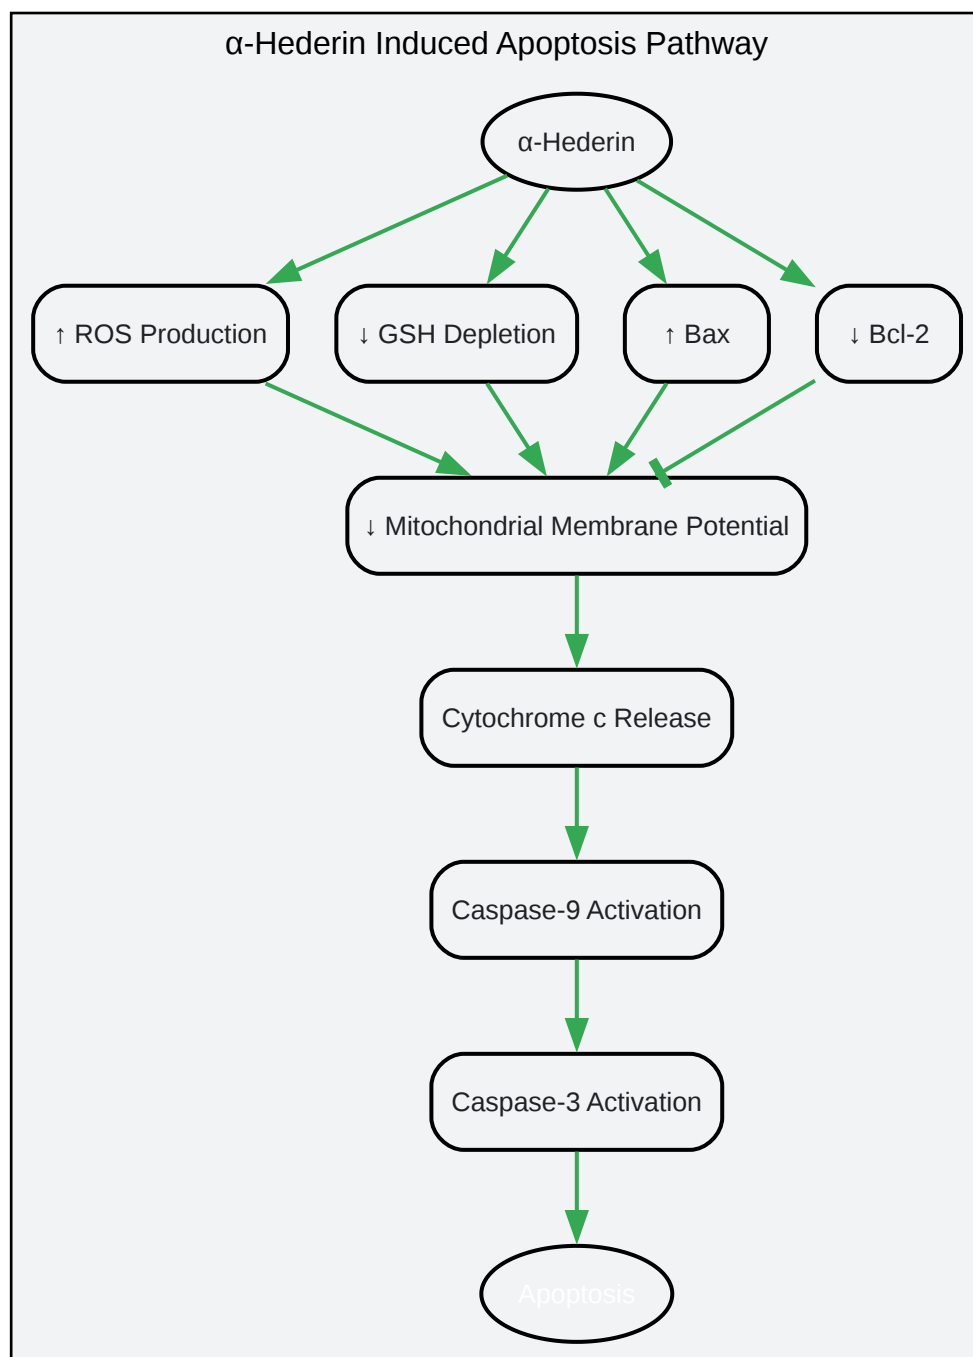 α-Hederin Induced Apoptosis Pathway
α-Hederin
↑ ROS Production
↓ GSH Depletion
↑ Bax
↓ Bcl-2
↓ Mitochondrial Membrane Potential
Cytochrome c Release
Caspase-9 Activation
Caspase-3 Activation
Apoptosis